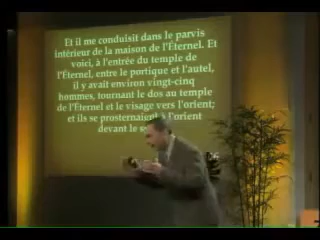 Et il me conduisit dans le parvis
intérieur de la maison de l'Éternel. Et
voici, à l'entrée du temple de
l'Éternel, entre le portique et l'autel,
il y avait environ vingt-cinq
hommes, tournant le dos au temple
de l'Éternel et le visage vers l'orient;
et ils se prosternaient à l'orient
devant le